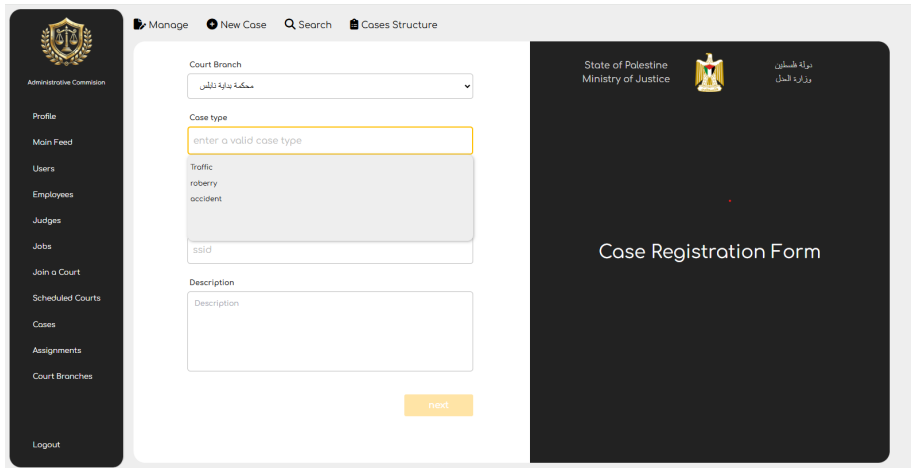 Manage
New Case
Search
Cases Structure
Administrative Commision
Profile
Main Feed
Users
Employees
Judges
Jobs
Join a Court
Scheduled Courts
Cases
Assignments
Court Branches
Logout
Court Branch
محكمة بداية نابلس
Case type
enter a valid case type
Traffic
roberry
accident
ssid
Description
Description
next
State of Palestine
Ministry of Justice
دولة فلسطين
وزارة العدل
Case Registration Form